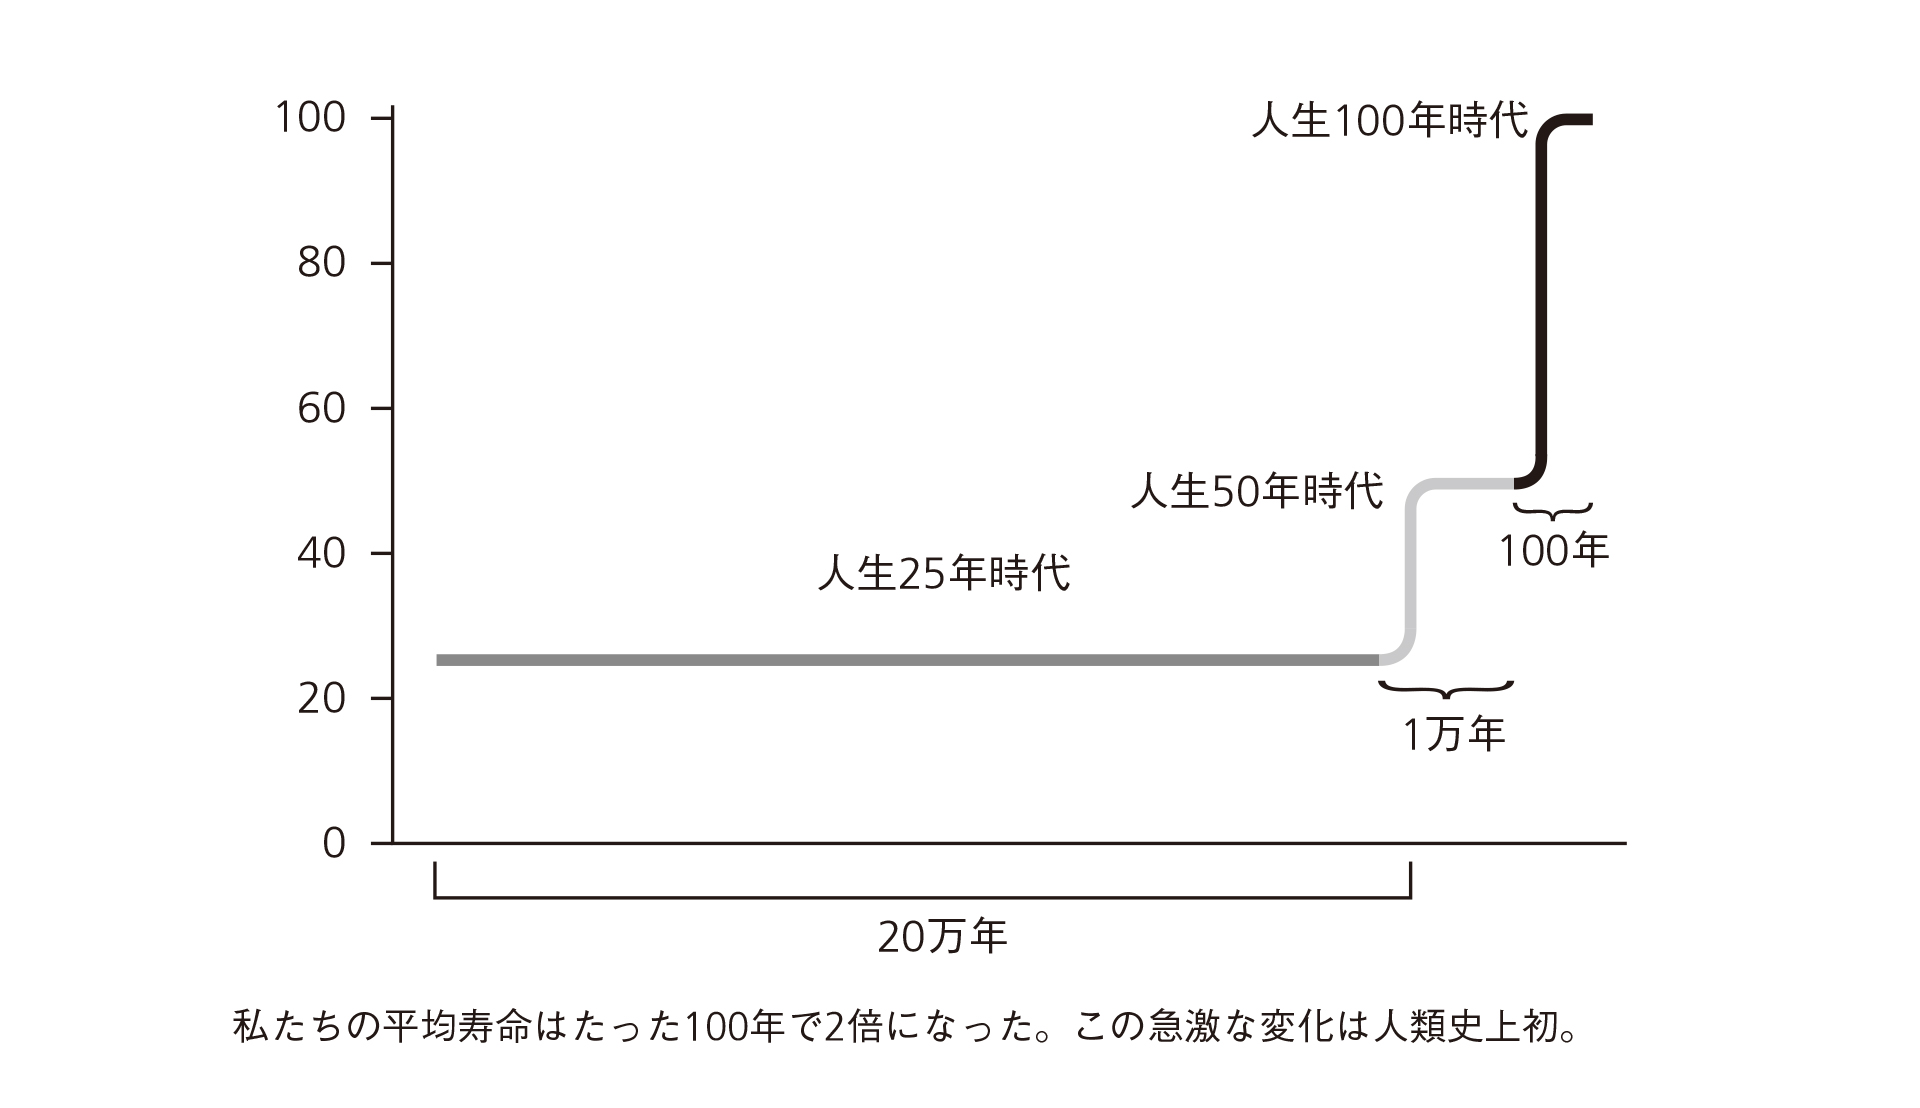 100
人生100年時代
80
60
人生50年時代
100年
40
人生25年時代
20
1万年
0
20万年
私たちの平均寿命はたった100年で2倍になった。この急激な変化は人類史上初。